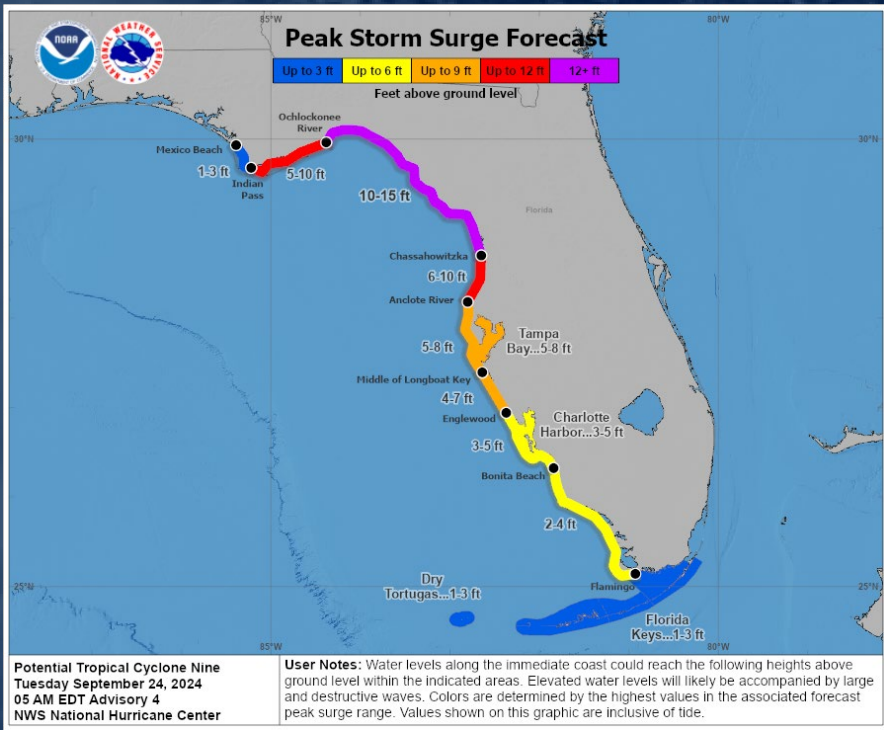 NOAA
NATIONAL WEATHER SERVICE
85°W
80°W
Peak Storm Surge Forecast
Up to 3 ft
Up to 6 ft
Up to 9 ft
Up to 12 ft
12+ ft
Feet above ground level
30°N
30°N
Ochlockonee
River
Mexico Beach
1-3 ft
Indian
Pass
5-10 ft
10-15 ft
Florida
Chassahowitzka
6-10 ft
Anclote River
5-8 ft
Tampa
Bay...5-8 ft
Middle of Longboat Key
4-7 ft
Englewood
Charlotte
Harbor...3-5 ft
3-5 ft
Bonita Beach
2-4 ft
Dry
Tortugas...1-3 ft
Flamingo
25°N
25°N
Florida
Keys...1-3 ft
85°W
80°W
Potential Tropical Cyclone Nine
Tuesday September 24, 2024
05 AM EDT Advisory 4
NWS National Hurricane Center
User Notes: Water levels along the immediate coast could reach the following heights above
ground level within the indicated areas. Elevated water levels will likely be accompanied by large
and destructive waves. Colors are determined by the highest values in the associated forecast
peak surge range. Values shown on this graphic are inclusive of tide.